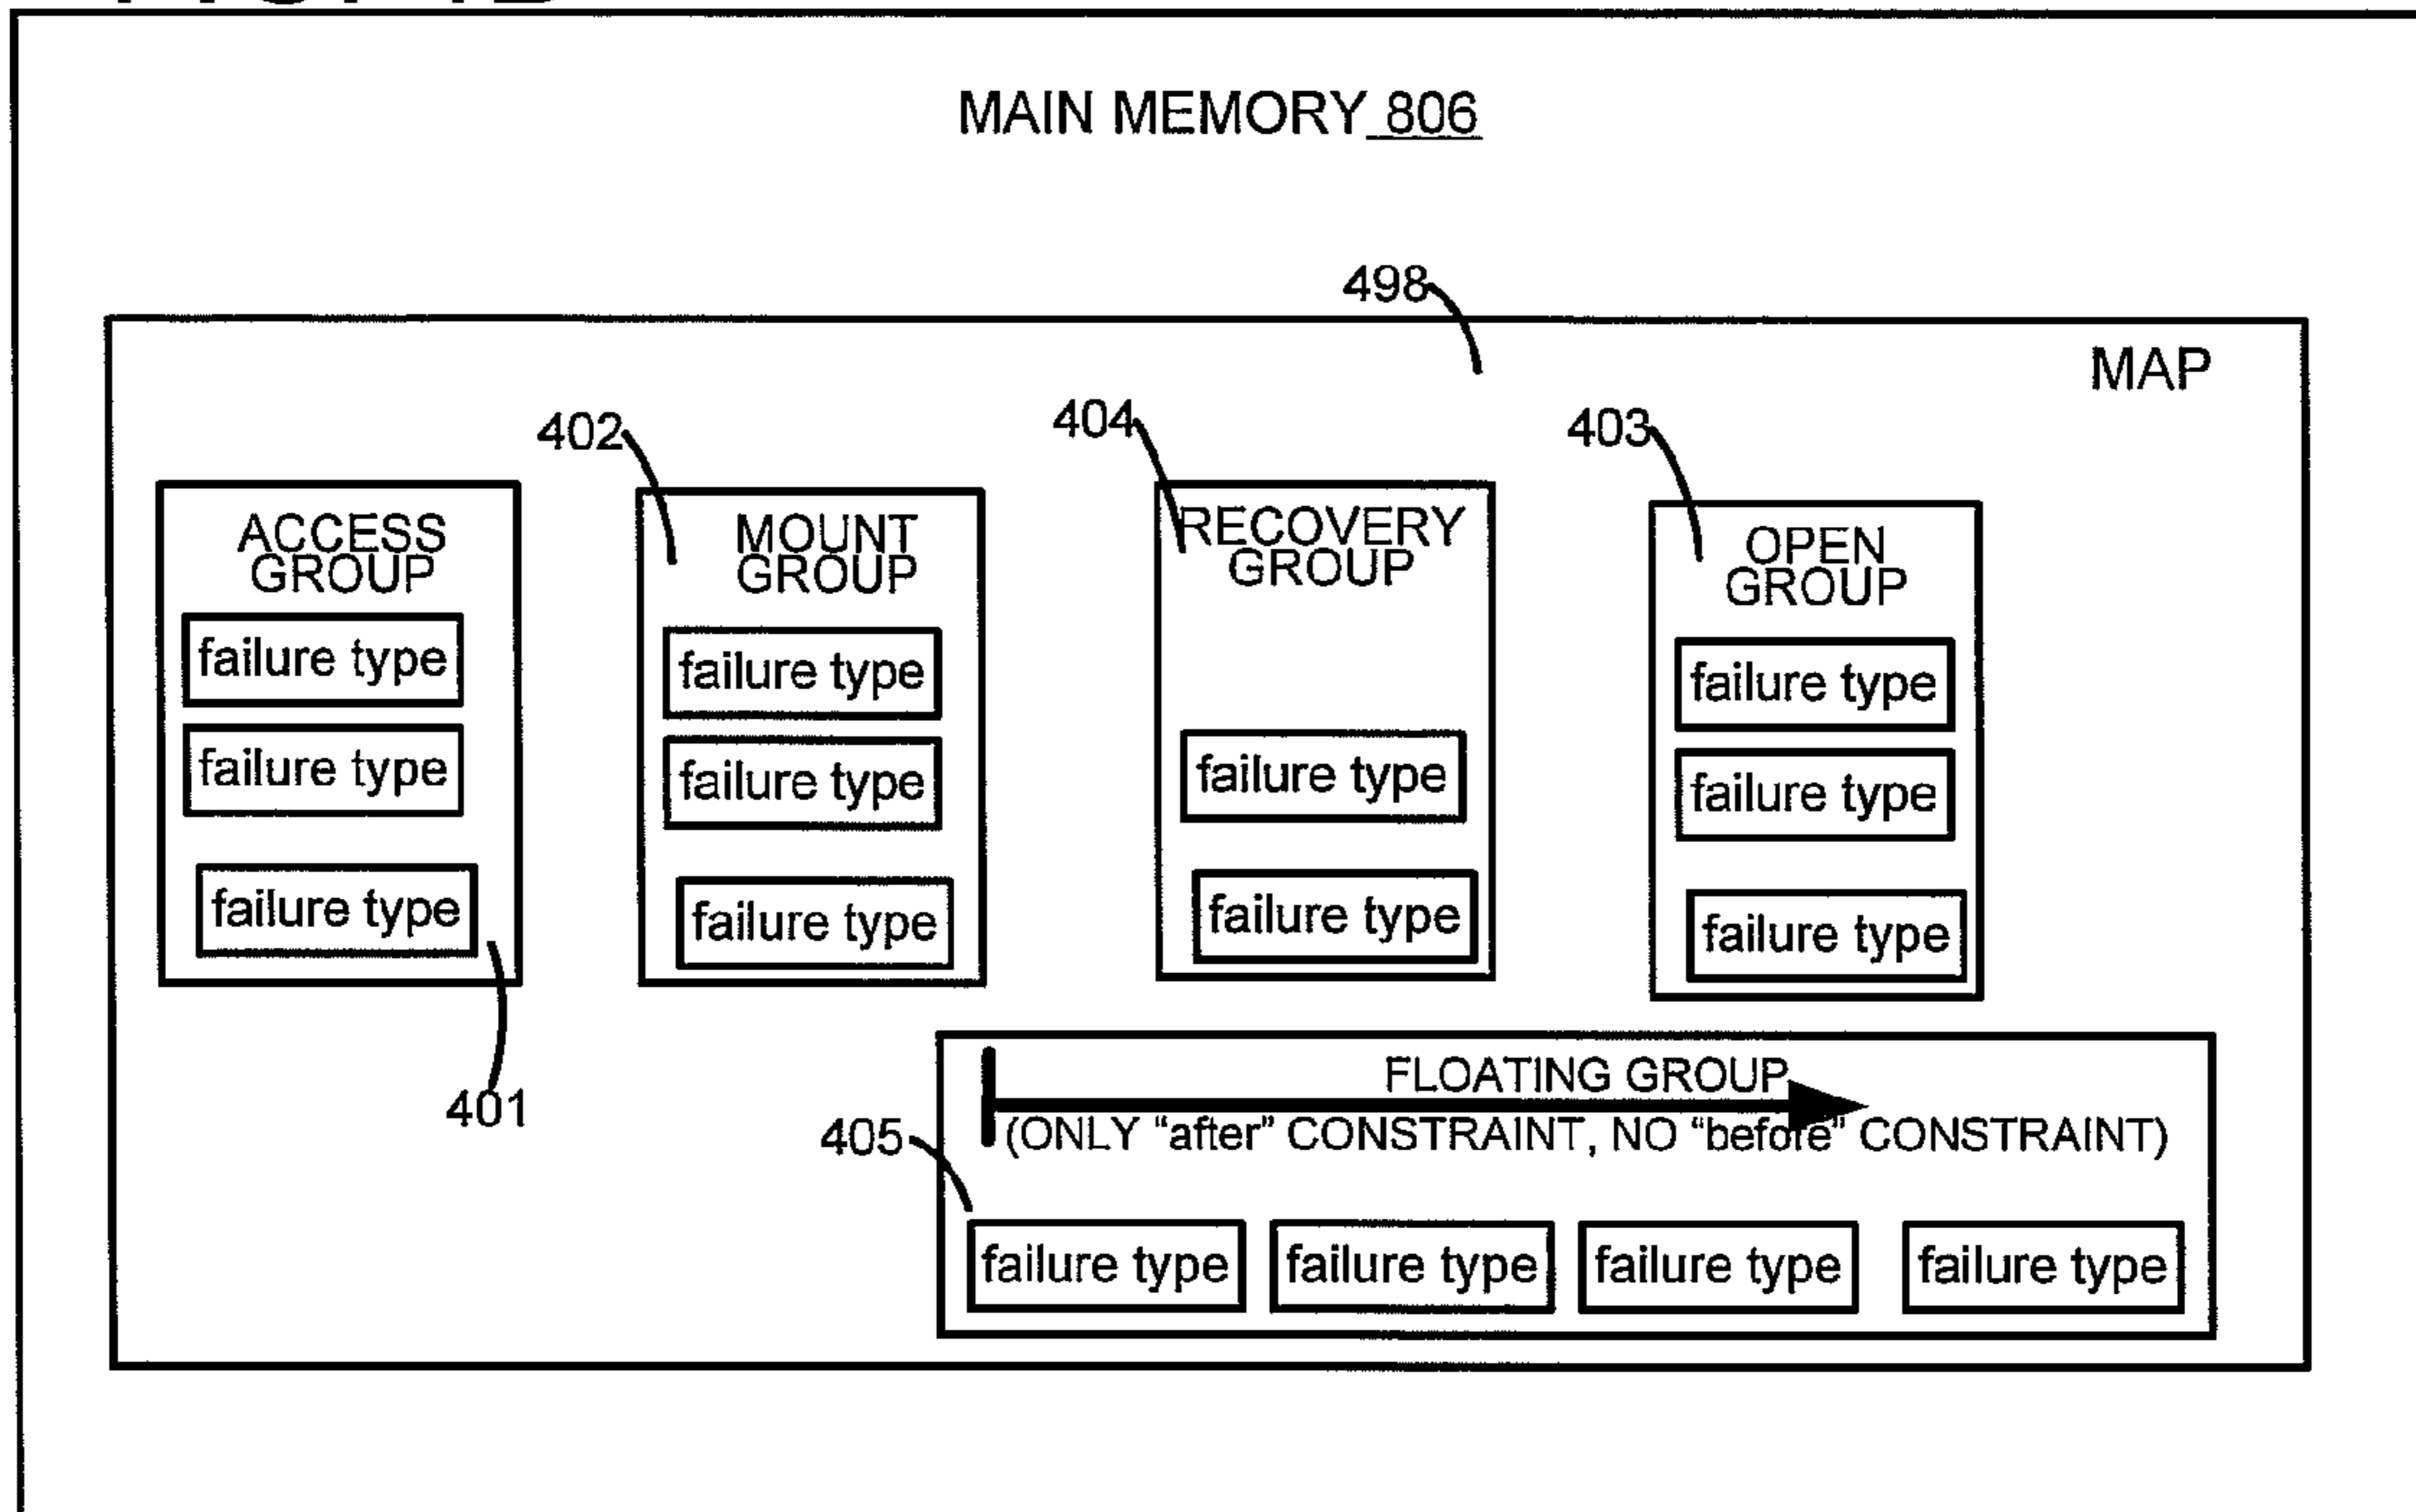 MAIN MEMORY 806
498
MAP
402
404
403
ACCESS
GROUP
failure type
failure type
failure type
401
MOUNT
GROUP
failure type
failure type
failure type
RECOVERY
GROUP
failure type
failure type
OPEN
GROUP
failure type
failure type
failure type
FLOATING GROUP
(ONLY “after” CONSTRAINT, NO “before” CONSTRAINT)
405
failure type failure type failure type failure type